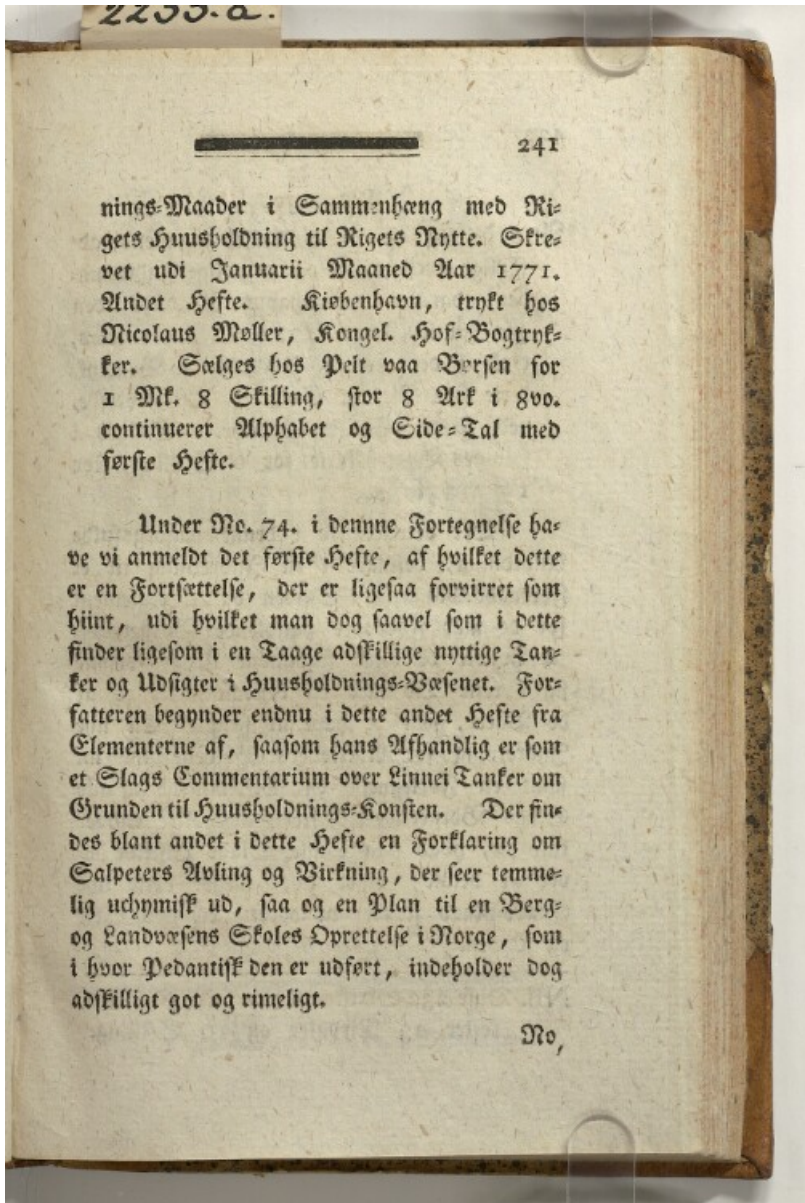 2233.a.
241
nings-Maader i Sammenhæng med Ri-
gets Huusholdning til Rigets Nytte. Skre-
vet udi Januarii Maaned Aar 1771.
Andet Hefte. Kiøbenhavn, trykt hos
Nicolaus Møller, Kongel. Hof-Bogtryk-
ker. Sælges hos Pelt paa Børsen for
1 Mk. 8 Skilling, stor 8 Ark i 8vo.
continuerer Alphabet og Side-Tal med
første Hefte.
Under No. 74. i dennne Fortegnelse ha-
ve vi anmeldt det første Hefte, af hvilket dette
er en Fortsættelse, der er ligesaa forvirret som
hiint, udi hvilket man dog saavel som i dette
finder ligesom i en Taage adskillige nyttige Tan-
ker og Udsigter i Huusholdnings-Væsenet. For-
fatteren begynder endnu i dette andet Hefte fra
Elementerne af, saasom hans Afhandlig er som
et Slags Commentarium over Linnei Tanker om
Grunden til Huusholdnings-Konsten. Der fin-
des blant andet i dette Hefte en Forklaring om
Salpeters Avling og Virkning, der seer temme-
lig uchymisk ud, saa og en Plan til en Berg-
og Landvæsens Skoles Oprettelse i Norge, som
i hvor Pedantisk den er udført, indeholder dog
adskilligt got og rimeligt.
No,